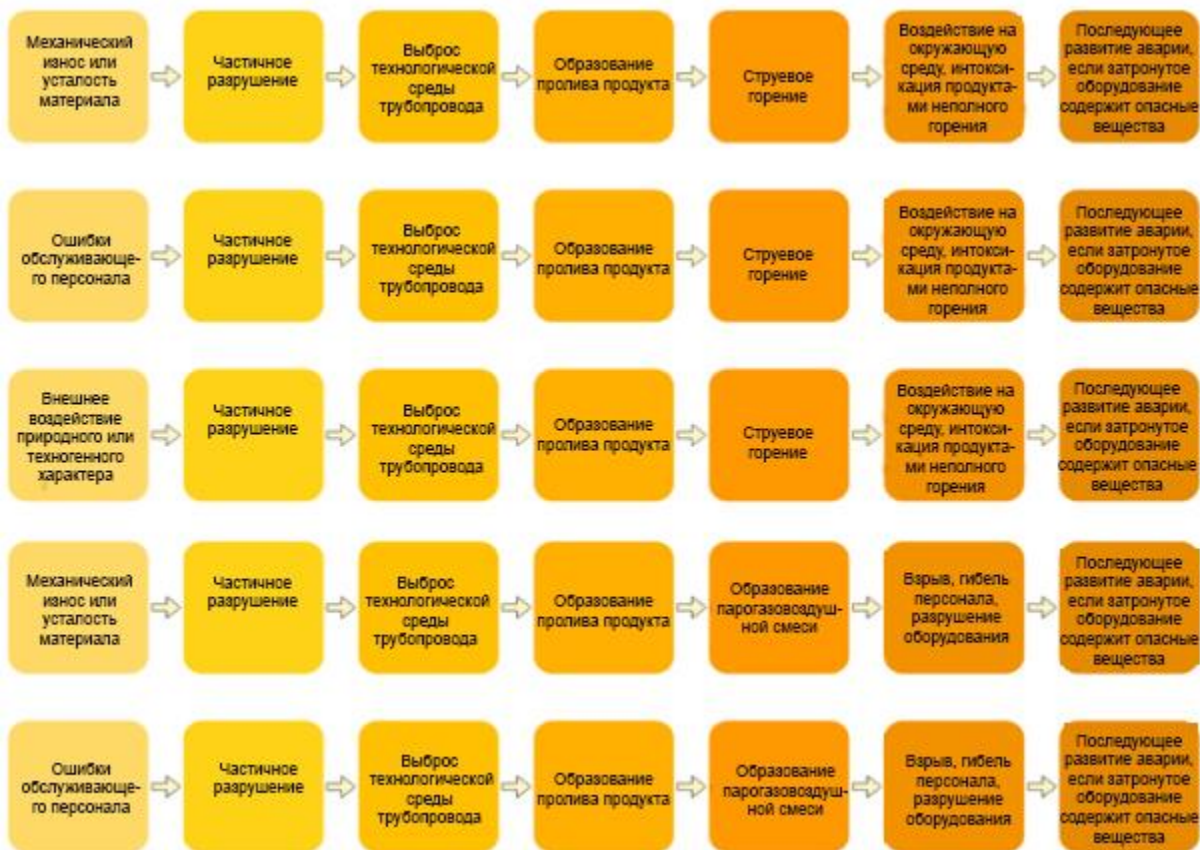 Механический
износ или
усталость
материала
Частичное
разрушение
Выброс
технологической
среды
трубопровода
Образование
пролива продукта
Струевое
горение
Воздействие на
окружающую
среду, интокси-
кация продукта-
ми неполного
горения
Последующее
развитие аварии,
если затронутое
оборудование
содержит опасные
вещества
Ошибки
обслуживающе-
го персонала
Частичное
разрушение
Выброс
технологической
среды
трубопровода
Образование
пролива продукта
Струевое
горение
Воздействие на
окружающую
среду, интокси-
кация продукта-
ми неполного
горения
Последующее
развитие аварии,
если затронутое
оборудование
содержит опасные
вещества
Внешнее
воздействие
природного или
техногенного
характера
Частичное
разрушение
Выброс
технологической
среды
трубопровода
Образование
пролива продукта
Струевое
горение
Воздействие на
окружающую
среду, интокси-
кация продукта-
ми неполного
горения
Последующее
развитие аварии,
если затронутое
оборудование
содержит опасные
вещества
Механический
износ или
усталость
материала
Частичное
разрушение
Выброс
технологической
среды
трубопровода
Образование
пролива продукта
Образование
парогазовоздуш-
ной смеси
Взрыв, гибель
персонала,
разрушение
оборудования
Последующее
развитие аварии,
если затронутое
оборудование
содержит опасные
вещества
Ошибки
обслуживающе-
го персонала
Частичное
разрушение
Выброс
технологической
среды
трубопровода
Образование
пролива продукта
Образование
парогазовоздуш-
ной смеси
Взрыв, гибель
персонала,
разрушение
оборудования
Последующее
развитие аварии,
если затронутое
оборудование
содержит опасные
вещества